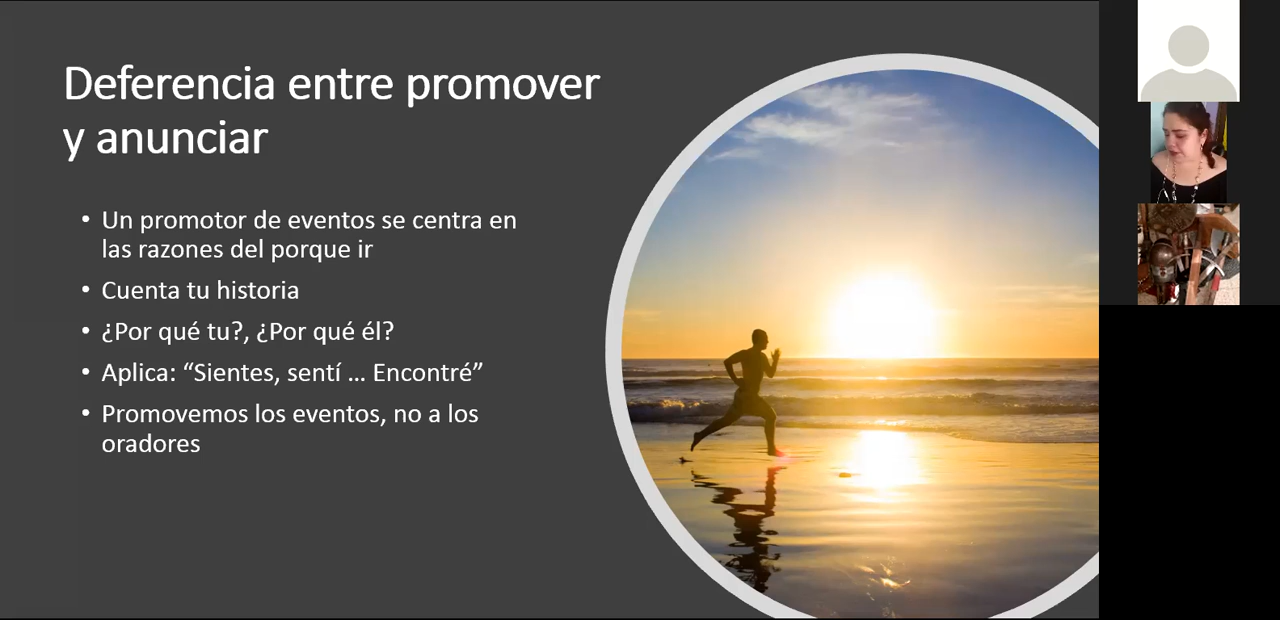 Deferencia entre promover
y anunciar
• Un promotor de eventos se centra en
las razones del porque ir
• Cuenta tu historia
• ¿Por qué tu?, ¿Por qué él?
• Aplica: “Sientes, sentí ... Encontré”
• Promovemos los eventos, no a los
oradores